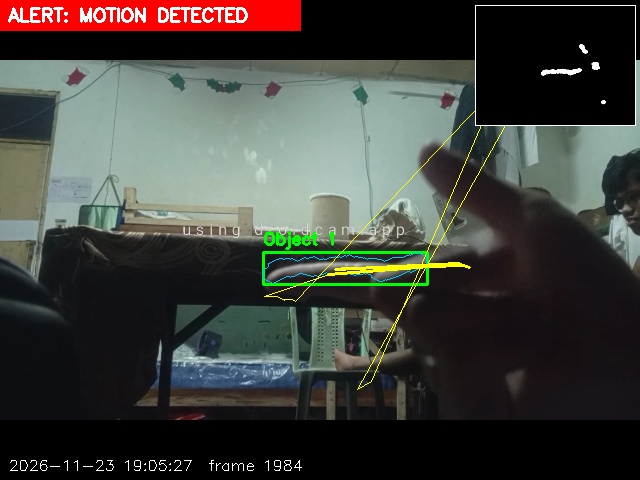 ALERT: MOTION DETECTED
using droidcam app
Object 1
2026-11-23 19:05:27 frame 1984